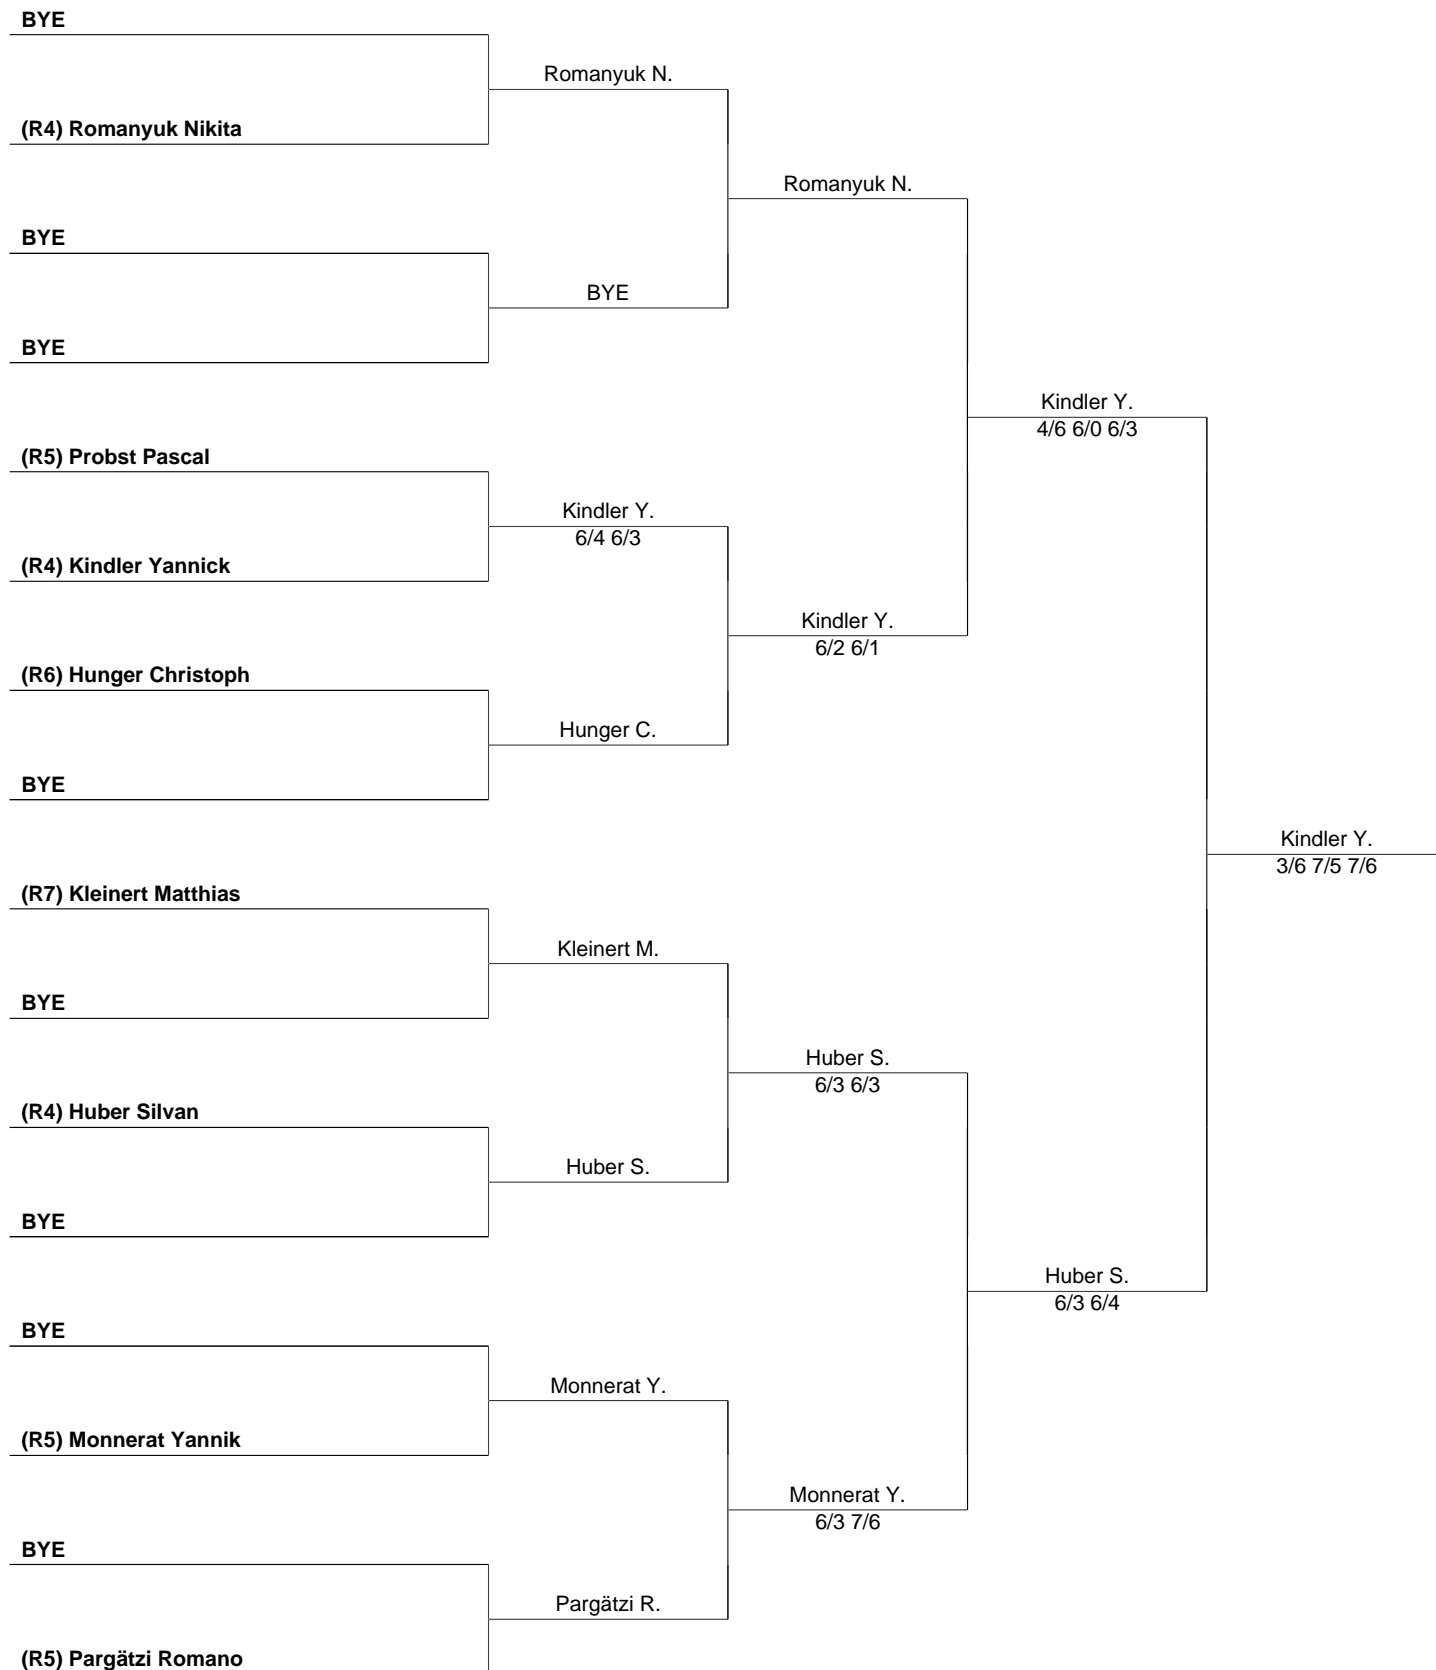 BYE
Romanyuk N.
(R4) Romanyuk Nikita
Romanyuk N.
BYE
BYE
BYE
Kindler Y.
4/6 6/0 6/3
(R5) Probst Pascal
Kindler Y.
6/4 6/3
(R4) Kindler Yannick
Kindler Y.
6/2 6/1
(R6) Hunger Christoph
Hunger C.
BYE
Kindler Y.
3/6 7/5 7/6
(R7) Kleinert Matthias
Kleinert M.
BYE
Huber S.
6/3 6/3
(R4) Huber Silvan
Huber S.
BYE
Huber S.
6/3 6/4
BYE
Monnerat Y.
(R5) Monnerat Yannik
Monnerat Y.
6/3 7/6
BYE
Pargätzi R.
(R5) Pargätzi Romano